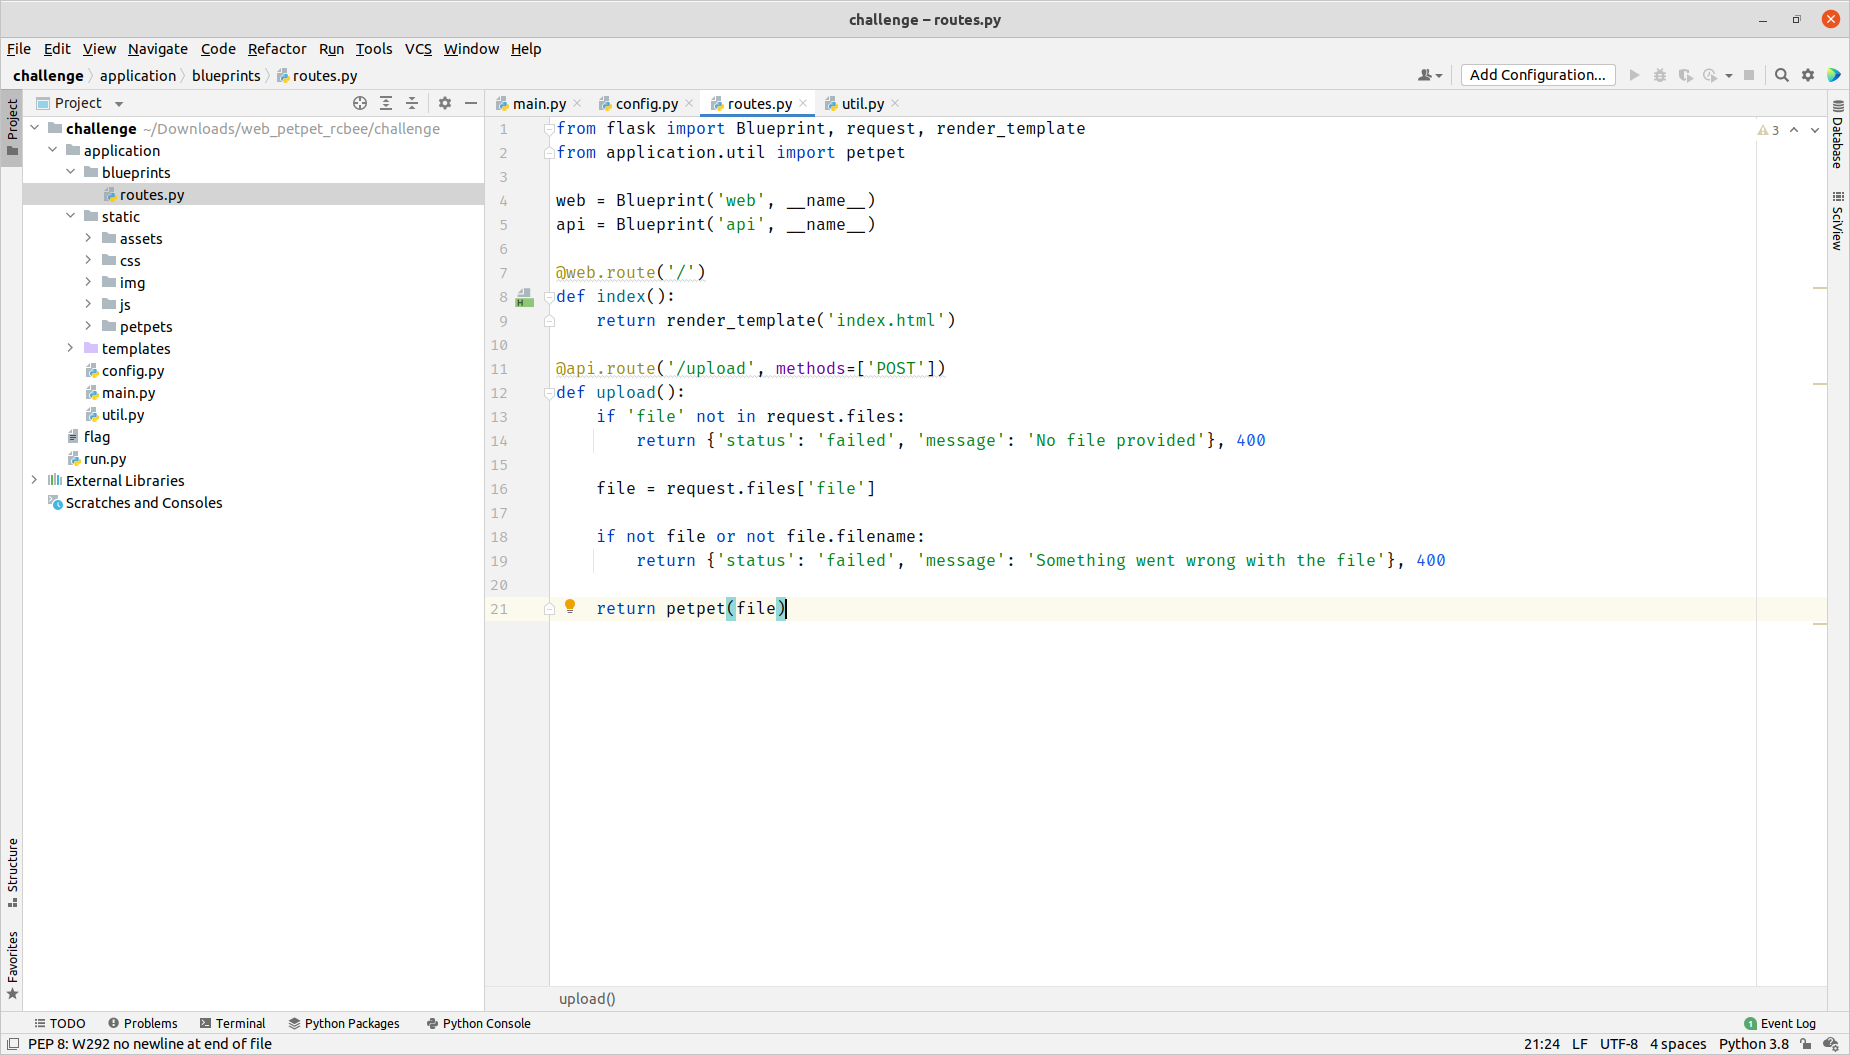 challenge – routes.py
File Edit View Navigate Code Refactor Run Tools VCS Window Help
challenge application blueprints routes.py
Add Configuration...
Project
main.py config.py routes.py util.py
challenge ~/Downloads/web_petpet_rcbee/challenge
application
blueprints
routes.py
static
assets
css
img
js
petpets
templates
config.py
main.py
util.py
flag
run.py
External Libraries
Scratches and Consoles
1 from flask import Blueprint, request, render_template
2 from application.util import petpet
3
4 web = Blueprint('web', __name__)
5 api = Blueprint('api', __name__)
6
7 @web.route('/')
8 def index():
9 return render_template('index.html')
10
11 @api.route('/upload', methods=['POST'])
12 def upload():
13 if 'file' not in request.files:
14 return {'status': 'failed', 'message': 'No file provided'}, 400
15
16 file = request.files['file']
17
18 if not file or not file.filename:
19 return {'status': 'failed', 'message': 'Something went wrong with the file'}, 400
20
21 return petpet(file)
3
H
Project
Structure
Favorites
Database
SciView
upload()
TODO Problems Terminal Python Packages Python Console
1 Event Log
PEP 8: W292 no newline at end of file
21:24 LF UTF-8 4 spaces Python 3.8